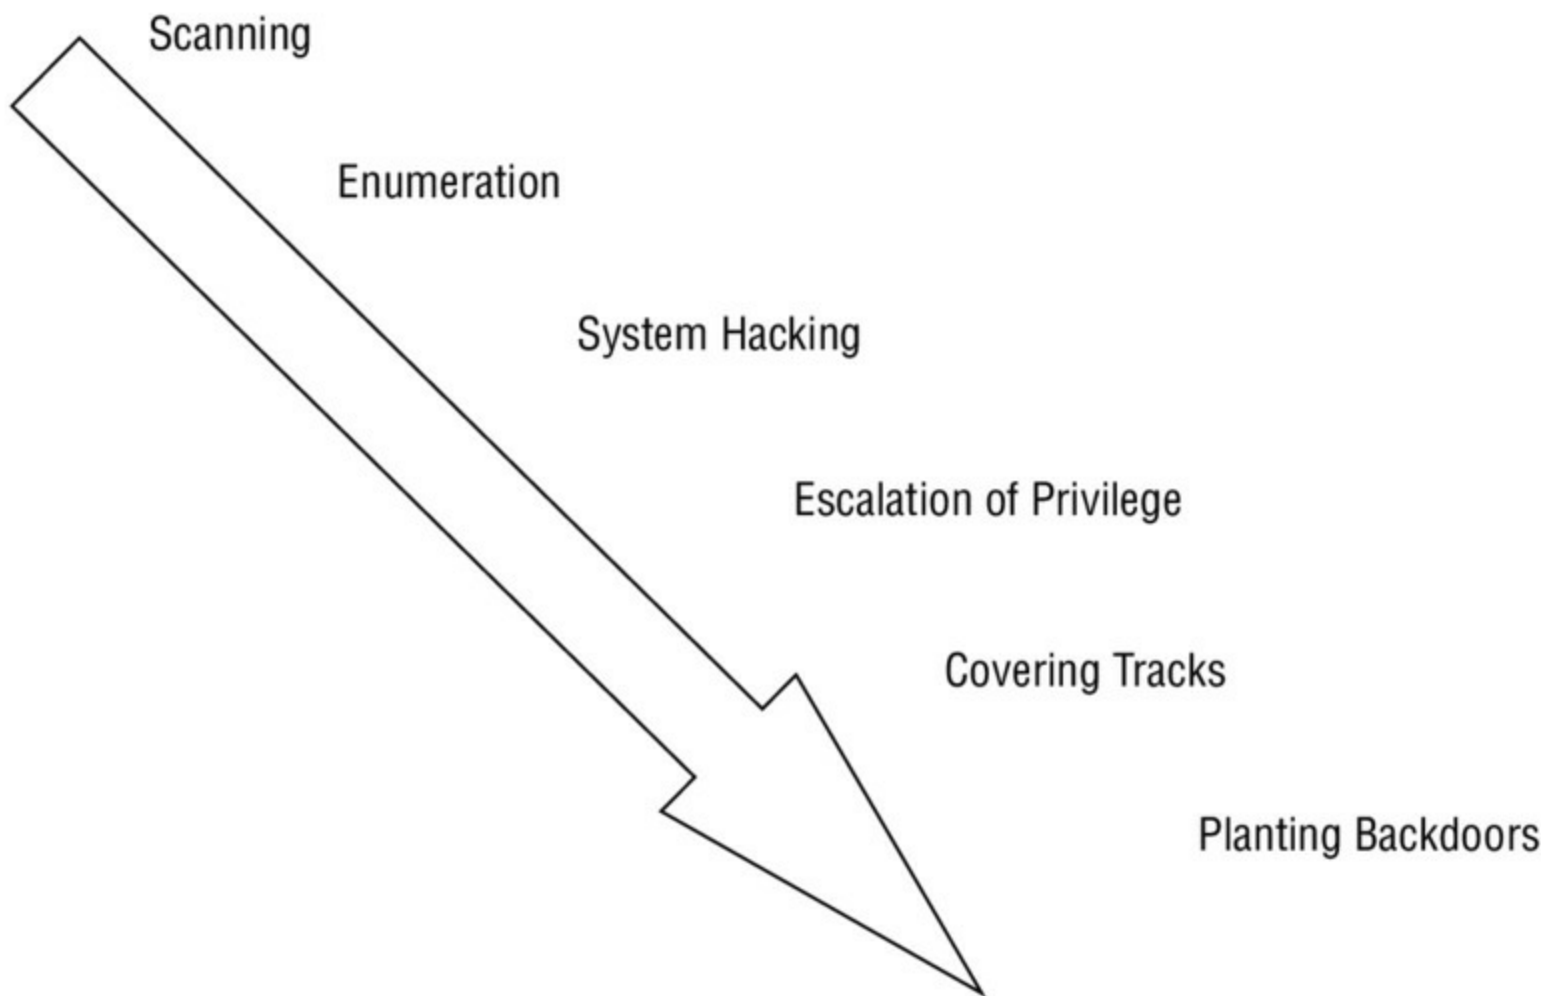 Scanning
Enumeration
System Hacking
Escalation of Privilege
Covering Tracks
Planting Backdoors